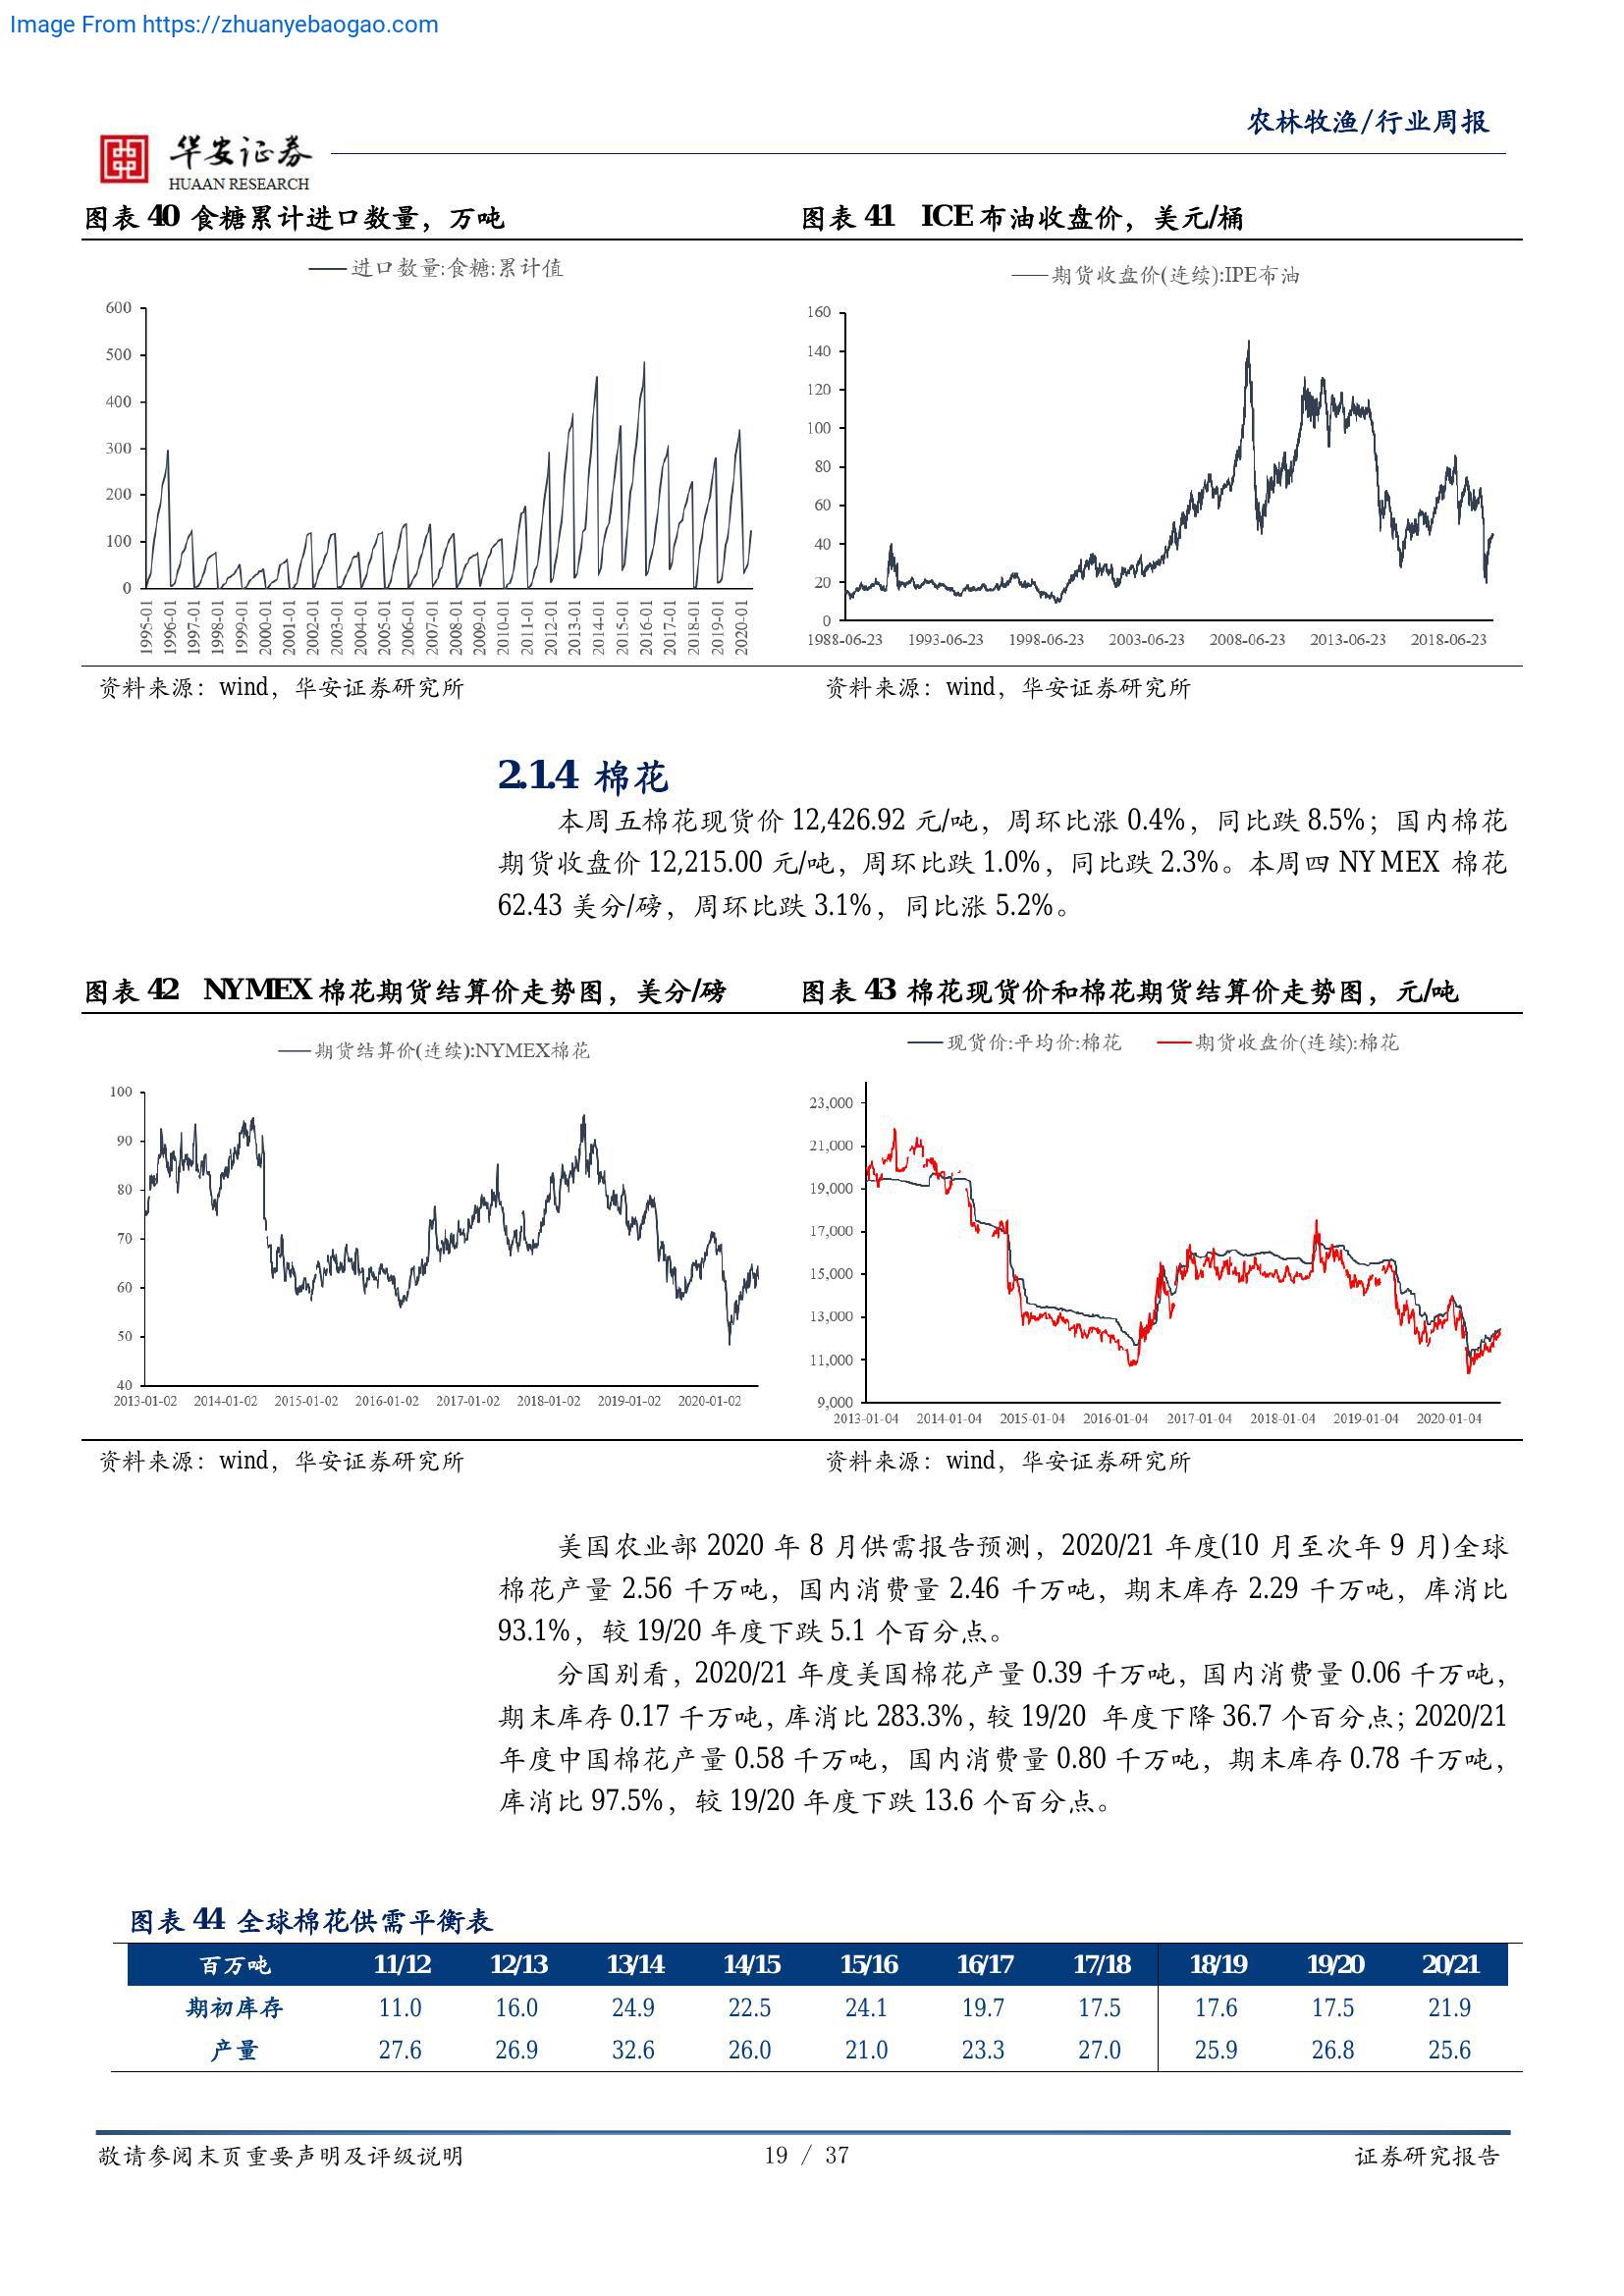 Image From https://zhuanyebaogao.com
农林牧渔/行业周报
华安证券
HUAAN RESEARCH
图表 40 食糖累计进口数量，万吨
进口数量:食糖:累计值
600
500
400
300
200
100
0
1995-01 1996-01 1997-01 1998-01 1999-01 2000-01 2001-01 2002-01 2003-01 2004-01 2005-01 2006-01 2007-01 2008-01 2009-01 2010-01 2011-01 2012-01 2013-01 2014-01 2015-01 2016-01 2017-01 2018-01 2019-01 2020-01
资料来源：wind，华安证券研究所
图表 41 ICE 布油收盘价，美元/桶
期货收盘价(连续):IPE布油
160
140
120
100
80
60
40
20
0
1988-06-23 1993-06-23 1998-06-23 2003-06-23 2008-06-23 2013-06-23 2018-06-23
资料来源：wind，华安证券研究所
2.1.4 棉花
本周五棉花现货价 12,426.92 元/吨，周环比涨 0.4%，同比跌 8.5%；国内棉花
期货收盘价 12,215.00 元/吨，周环比跌 1.0%，同比跌 2.3%。本周四 NYMEX 棉花
62.43 美分/磅，周环比跌 3.1%，同比涨 5.2%。
图表 42 NYMEX 棉花期货结算价走势图，美分/磅
期货结算价(连续):NYMEX棉花
100
90
80
70
60
50
40
2013-01-02 2014-01-02 2015-01-02 2016-01-02 2017-01-02 2018-01-02 2019-01-02 2020-01-02
资料来源：wind，华安证券研究所
图表 43 棉花现货价和棉花期货结算价走势图，元/吨
现货价:平均价:棉花 期货收盘价(连续):棉花
23,000
21,000
19,000
17,000
15,000
13,000
11,000
9,000
2013-01-04 2014-01-04 2015-01-04 2016-01-04 2017-01-04 2018-01-04 2019-01-04 2020-01-04
资料来源：wind，华安证券研究所
美国农业部 2020 年 8 月供需报告预测，2020/21 年度(10 月至次年 9 月)全球
棉花产量 2.56 千万吨，国内消费量 2.46 千万吨，期末库存 2.29 千万吨，库消比
93.1%，较 19/20 年度下跌 5.1 个百分点。
分国别看，2020/21 年度美国棉花产量 0.39 千万吨，国内消费量 0.06 千万吨，
期末库存 0.17 千万吨，库消比 283.3%，较 19/20 年度下降 36.7 个百分点；2020/21
年度中国棉花产量 0.58 千万吨，国内消费量 0.80 千万吨，期末库存 0.78 千万吨，
库消比 97.5%，较 19/20 年度下跌 13.6 个百分点。
图表 44 全球棉花供需平衡表
百万吨 11/12 12/13 13/14 14/15 15/16 16/17 17/18 18/19 19/20 20/21
期初库存 11.0 16.0 24.9 22.5 24.1 19.7 17.5 17.6 17.5 21.9
产量 27.6 26.9 32.6 26.0 21.0 23.3 27.0 25.9 26.8 25.6
敬请参阅末页重要声明及评级说明 19 / 37 证券研究报告